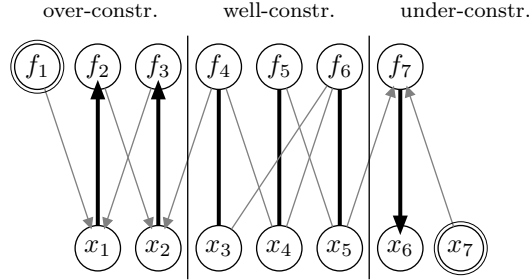 over-constr. well-constr. under-constr.
f₁ f₂ f₃ f₄ f₅ f₆ f₇
x₁ x₂ x₃ x₄ x₅ x₆ x₇